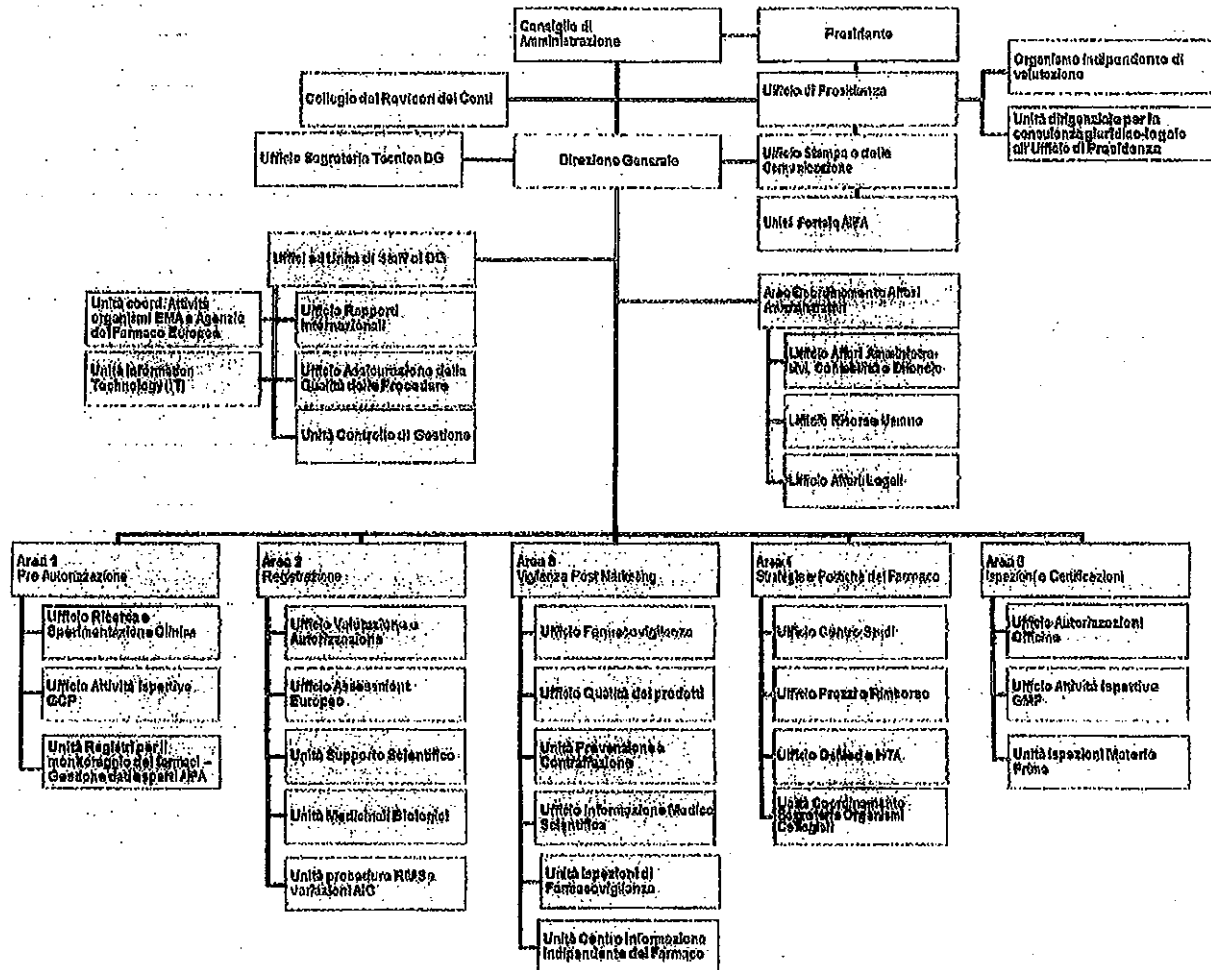 Consiglio di
Amministrazione
Presidente
Organismo indipendente di
valutazione
Collegio dei Revisori dei Conti
Ufficio di Presidenza
Unità dirigenziale per la
consulenza giuridico-legale
all'Ufficio di Presidenza
Ufficio Segreteria Tecnica DG
Direzione Generale
Ufficio Stampa e della
Comunicazione
Unità Portale AIFA
Uffici ed Unità di Staff al DG
Unità coord. Attività
organismi EMA e Agenzie
del Farmaco Europee
Ufficio Rapporti
Internazionali
Area Coordinamento Affari
Amministrativi
Unità Information
Technology (IT)
Ufficio Assicurazione della
Qualità delle Procedure
Ufficio Affari Amministra-
tivi, Contabilità e Bilancio
Unità Controllo di Gestione
Ufficio Risorse Umane
Ufficio Affari Legali
Area 1
Pre Autorizzazione
Ufficio Ricerca e
Sperimentazione Clinica
Ufficio Attività Ispettive
GCP
Unità Registri per il
monitoraggio dei farmaci –
Gestione dati esperti AIFA
Area 2
Registrazione
Ufficio Valutazione e
Autorizzazione
Ufficio Assessment
Europeo
Unità Supporto Scientifico
Unità Medicinali Biologici
Unità procedura RMS e
variazioni AIC
Area 3
Vigilanza Post Marketing
Ufficio Farmacovigilanza
Ufficio Qualità dei prodotti
Unità Prevenzione e
Contraffazione
Ufficio Informazione Medico
Scientifica
Unità Ispezioni di
Farmacovigilanza
Unità Centro Informazione
Indipendente del Farmaco
Area 4
Strategia e Politiche del Farmaco
Ufficio Centro Studi
Ufficio Prezzi e Rimborso
Ufficio OsMed e HTA
Unità Coordinamento
Segreteria Organismi
Collegiali
Area 5
Ispezioni e Certificazioni
Ufficio Autorizzazioni
Officine
Ufficio Attività Ispettive
GMP
Unità Ispezioni Materie
Prime